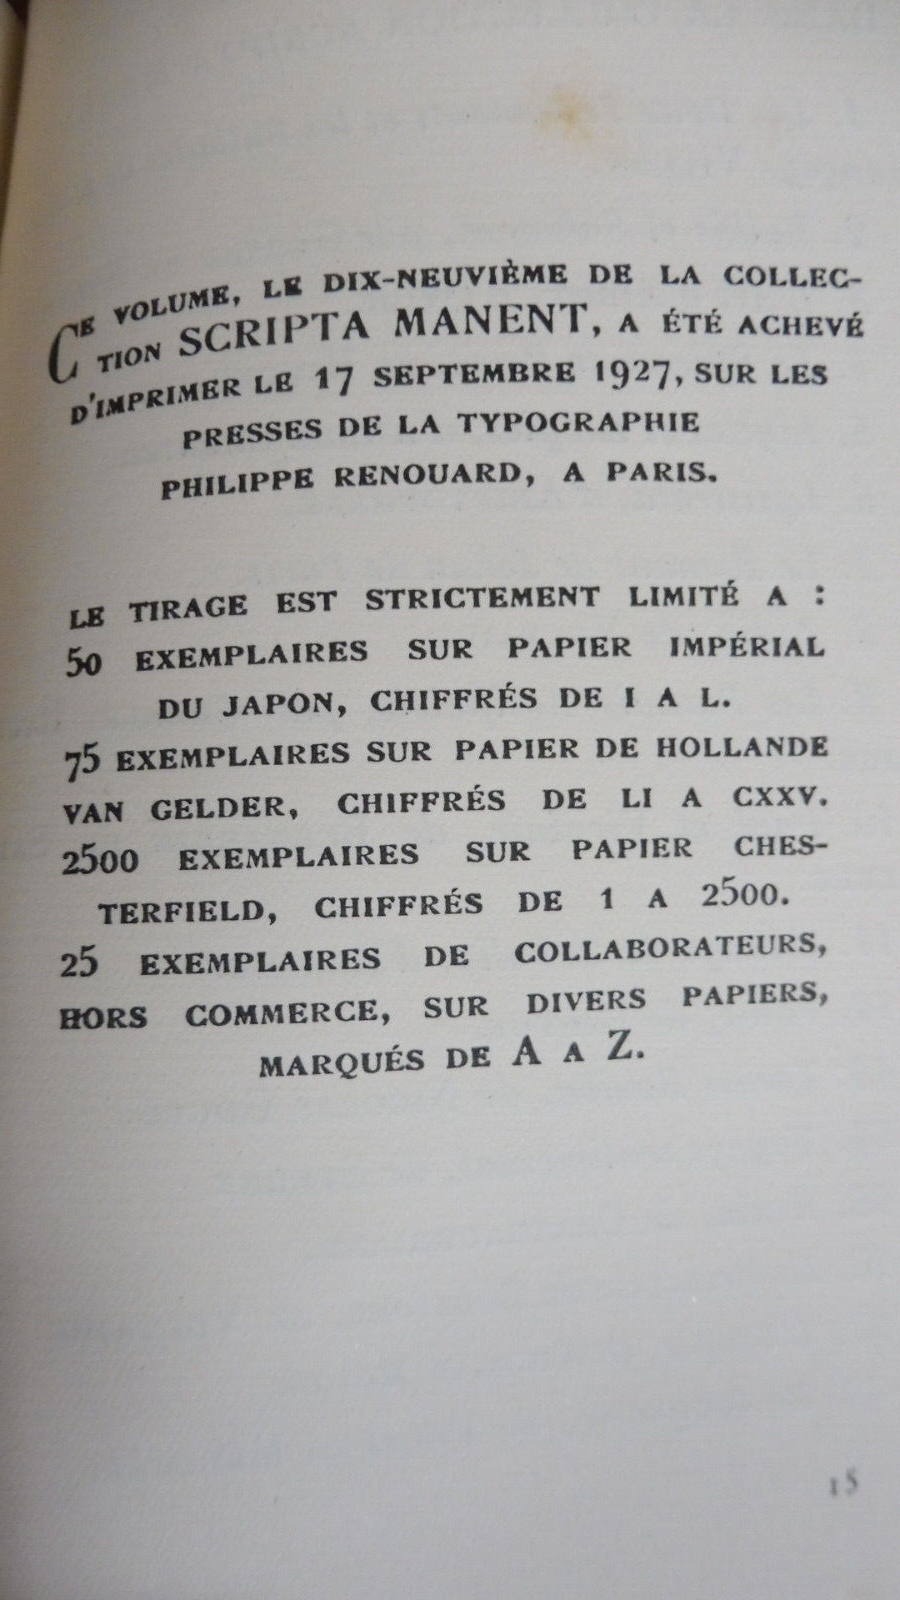 CE VOLUME, LE DIX-NEUVIÈME DE LA COLLEC-
TION SCRIPTA MANENT, A ÉTÉ ACHEVÉ
D'IMPRIMER LE 17 SEPTEMBRE 1927, SUR LES
PRESSES DE LA TYPOGRAPHIE
PHILIPPE RENOUARD, A PARIS.
LE TIRAGE EST STRICTEMENT LIMITÉ A :
50 EXEMPLAIRES SUR PAPIER IMPÉRIAL
DU JAPON, CHIFFRÉS DE I A L.
75 EXEMPLAIRES SUR PAPIER DE HOLLANDE
VAN GELDER, CHIFFRÉS DE LI A CXXV.
2500 EXEMPLAIRES SUR PAPIER CHES-
TERFIELD, CHIFFRÉS DE 1 A 2500.
25 EXEMPLAIRES DE COLLABORATEURS,
HORS COMMERCE, SUR DIVERS PAPIERS,
MARQUÉS DE A A Z.
15